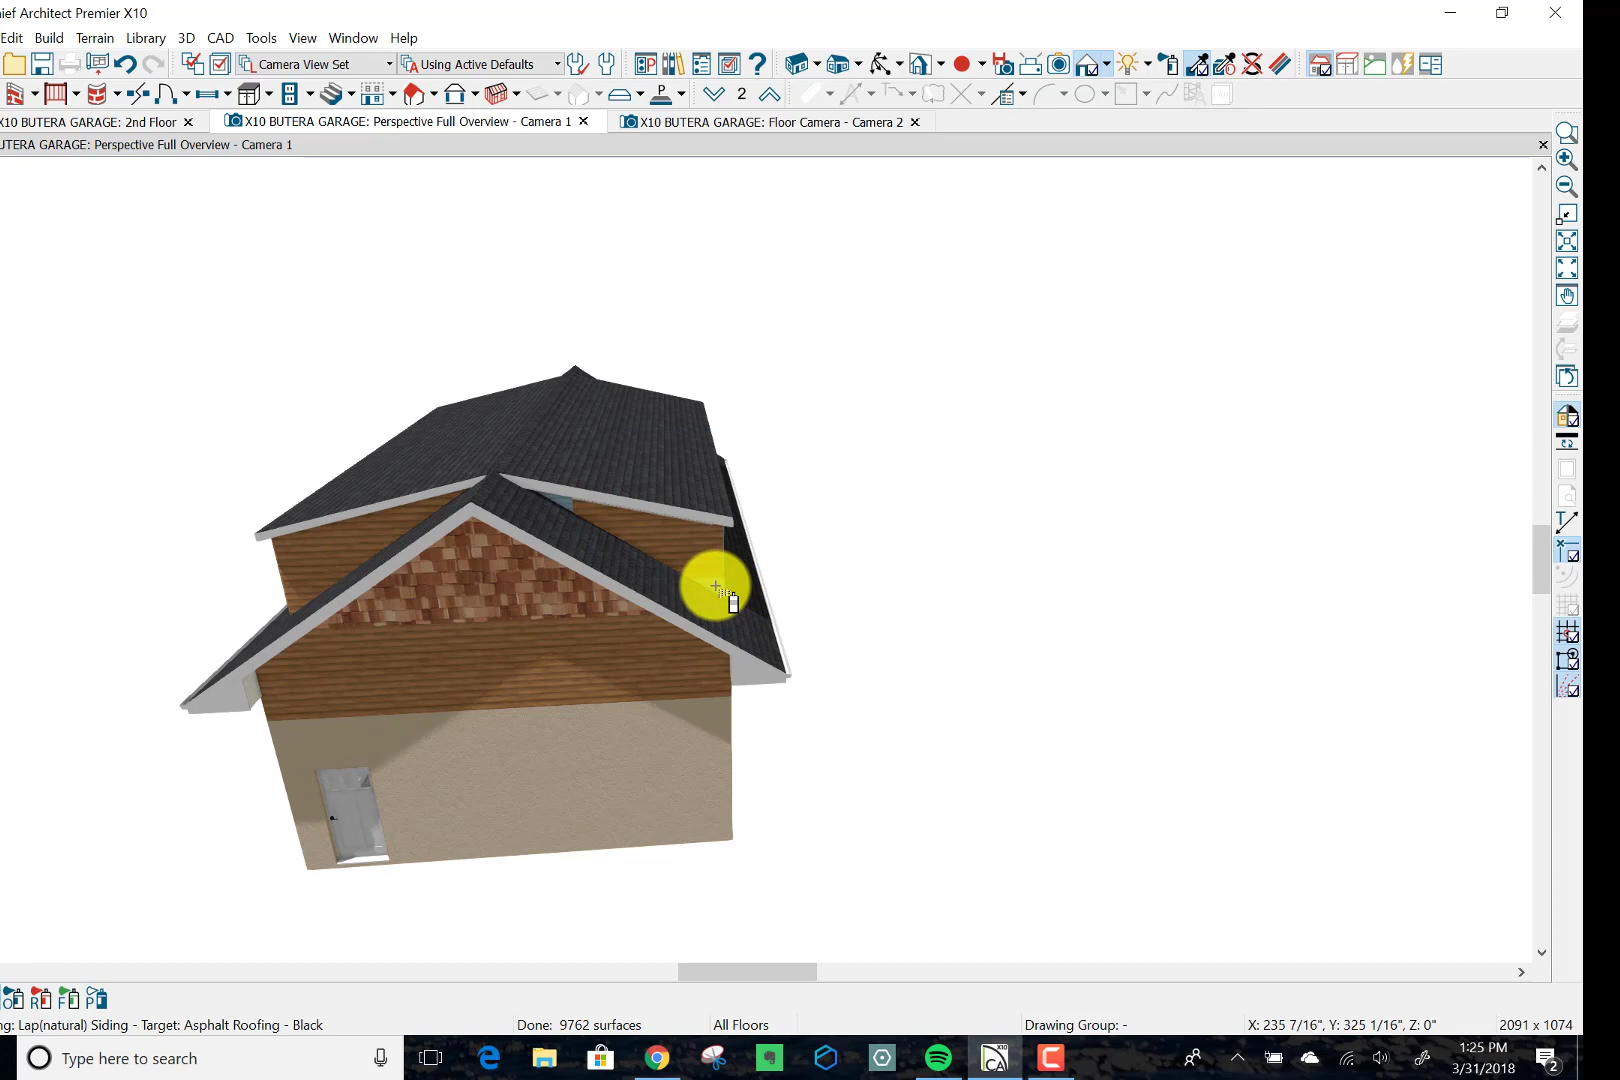 ief Architect Premier X10
Edit Build Terrain Library 3D CAD Tools View Window Help
Camera View Set Using Active Defaults
P 2
X10 BUTERA GARAGE: 2nd Floor X10 BUTERA GARAGE: Perspective Full Overview - Camera 1 X10 BUTERA GARAGE: Floor Camera - Camera 2
UTERA GARAGE: Perspective Full Overview - Camera 1
O R F P
ng: Lap(natural) Siding - Target: Asphalt Roofing - Black Done: 9762 surfaces All Floors Drawing Group: - X: 235 7/16", Y: 325 1/16", Z: 0" 2091 x 1074
Type here to search X10 CA 1:25 PM
3/31/2018 2